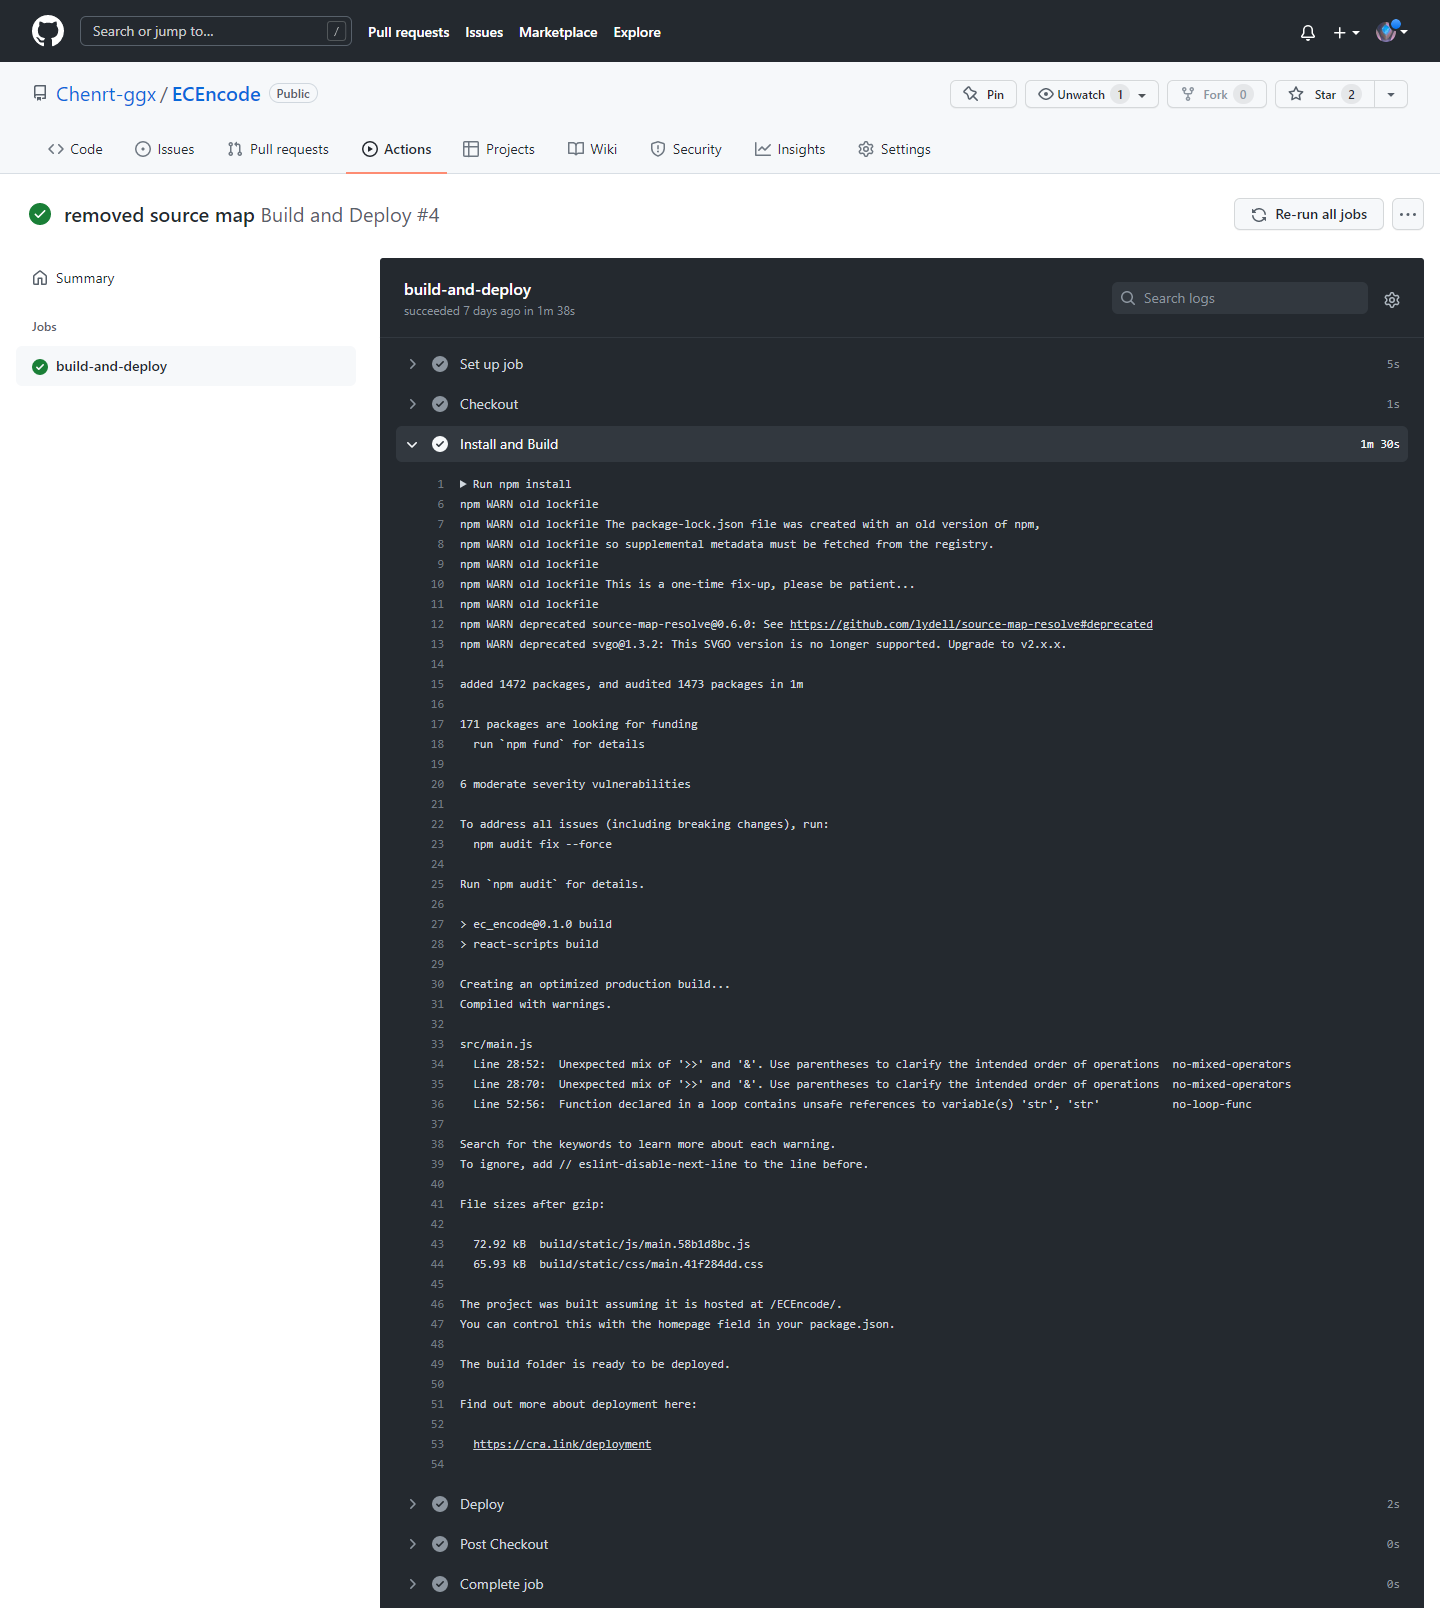 Search or jump to... /
Pull requests Issues Marketplace Explore
Chenrt-ggx / ECEncode Public
Pin Unwatch 1 Fork 0 Star 2
Code Issues Pull requests Actions Projects Wiki Security Insights Settings
removed source map Build and Deploy #4
Re-run all jobs
Summary
Jobs
build-and-deploy
build-and-deploy
succeeded 7 days ago in 1m 38s
Search logs
Set up job 5s
Checkout 1s
Install and Build 1m 30s
1 Run npm install
6 npm WARN old lockfile
7 npm WARN old lockfile The package-lock.json file was created with an old version of npm,
8 npm WARN old lockfile so supplemental metadata must be fetched from the registry.
9 npm WARN old lockfile
10 npm WARN old lockfile This is a one-time fix-up, please be patient...
11 npm WARN old lockfile
12 npm WARN deprecated source-map-resolve@0.6.0: See https://github.com/lydell/source-map-resolve#deprecated
13 npm WARN deprecated svgo@1.3.2: This SVGO version is no longer supported. Upgrade to v2.x.x.
14
15 added 1472 packages, and audited 1473 packages in 1m
16
17 171 packages are looking for funding
18 run `npm fund` for details
19
20 6 moderate severity vulnerabilities
21
22 To address all issues (including breaking changes), run:
23 npm audit fix --force
24
25 Run `npm audit` for details.
26
27 > ec_encode@0.1.0 build
28 > react-scripts build
29
30 Creating an optimized production build...
31 Compiled with warnings.
32
33 src/main.js
34 Line 28:52: Unexpected mix of '>>' and '&'. Use parentheses to clarify the intended order of operations no-mixed-operators
35 Line 28:70: Unexpected mix of '>>' and '&'. Use parentheses to clarify the intended order of operations no-mixed-operators
36 Line 52:56: Function declared in a loop contains unsafe references to variable(s) 'str', 'str' no-loop-func
37
38 Search for the keywords to learn more about each warning.
39 To ignore, add // eslint-disable-next-line to the line before.
40
41 File sizes after gzip:
42
43 72.92 kB build/static/js/main.58b1d8bc.js
44 65.93 kB build/static/css/main.41f284dd.css
45
46 The project was built assuming it is hosted at /ECEncode/.
47 You can control this with the homepage field in your package.json.
48
49 The build folder is ready to be deployed.
50
51 Find out more about deployment here:
52
53 https://cra.link/deployment
54
Deploy 2s
Post Checkout 0s
Complete job 0s